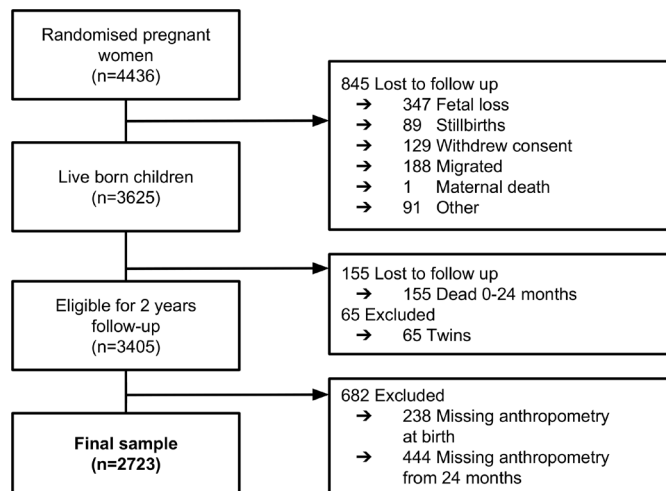 Randomised pregnant
women
(n=4436)
845 Lost to follow up
➔ 347 Fetal loss
➔ 89 Stillbirths
➔ 129 Withdrew consent
➔ 188 Migrated
➔ 1 Maternal death
➔ 91 Other
Live born children
(n=3625)
155 Lost to follow up
➔ 155 Dead 0-24 months
65 Excluded
➔ 65 Twins
Eligible for 2 years
follow-up
(n=3405)
682 Excluded
➔ 238 Missing anthropometry
at birth
➔ 444 Missing anthropometry
from 24 months
Final sample
(n=2723)